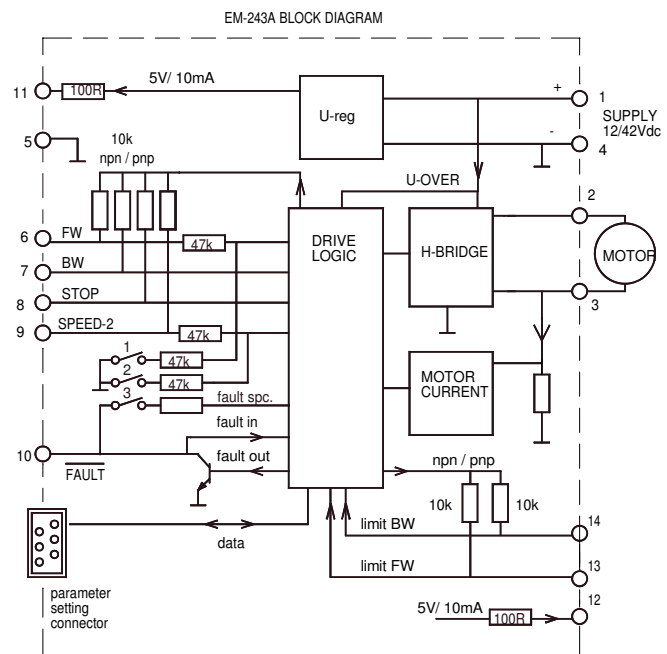 EM-243A BLOCK DIAGRAM
11
100R
5V/ 10mA
U-reg
+
1
SUPPLY
12/42Vdc
-
4
5
10k
npn / pnp
U-OVER
2
6
FW
47k
DRIVE
LOGIC
H-BRIDGE
MOTOR
7
BW
8
STOP
3
9
SPEED-2
47k
1
47k
2
47k
3
fault spc.
MOTOR
CURRENT
fault in
10
FAULT
fault out
npn / pnp
10k
10k
data
limit BW
14
limit FW
13
parameter
setting
connector
5V/ 10mA
100R
12